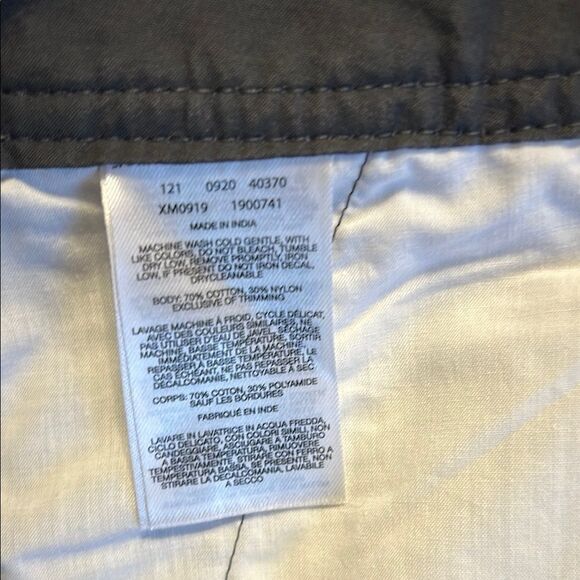 121 0920 40370
XM0919 1900741
MADE IN INDIA
MACHINE WASH COLD GENTLE, WITH
LIKE COLORS, DO NOT BLEACH, TUMBLE
DRY LOW, REMOVE PROMPTLY, IRON
LOW, IF PRESENT DO NOT IRON DECAL,
DRYCLEANABLE
BODY: 70% COTTON, 30% NYLON
EXCLUSIVE OF TRIMMING
LAVAGE MACHINE À FROID, CYCLE DÉLICAT,
AVEC DES COULEURS SIMILAIRES, NE
PAS UTILISER D'EAU DE JAVEL, SÉCHAGE
MACHINE, BASSE TEMPÉRATURE, SORTIR
IMMÉDIATEMENT DE LA MACHINE,
REPASSER À BASSE TEMPÉRATURE, LE
CAS ÉCHÉANT, NE PAS REPASSER LA
DÉCALCOMANIE, NETTOYABLE À SEC
CORPS: 70% COTON, 30% POLYAMIDE
SAUF LES BORDURES
FABRIQUÉ EN INDE
LAVARE IN LAVATRICE IN ACQUA FREDDA,
CICLO DELICATO, CON COLORI SIMILI, NON
CANDEGGIARE, ASCIUGARE A TAMBURO
A BASSA TEMPERATURA, RIMUOVERE
TEMPESTIVAMENTE, STIRARE CON FERRO A
TEMPERATURA BASSA, SE PRESENTE, NON
STIRARE LA DECALCOMANIA, LAVABILE
A SECCO